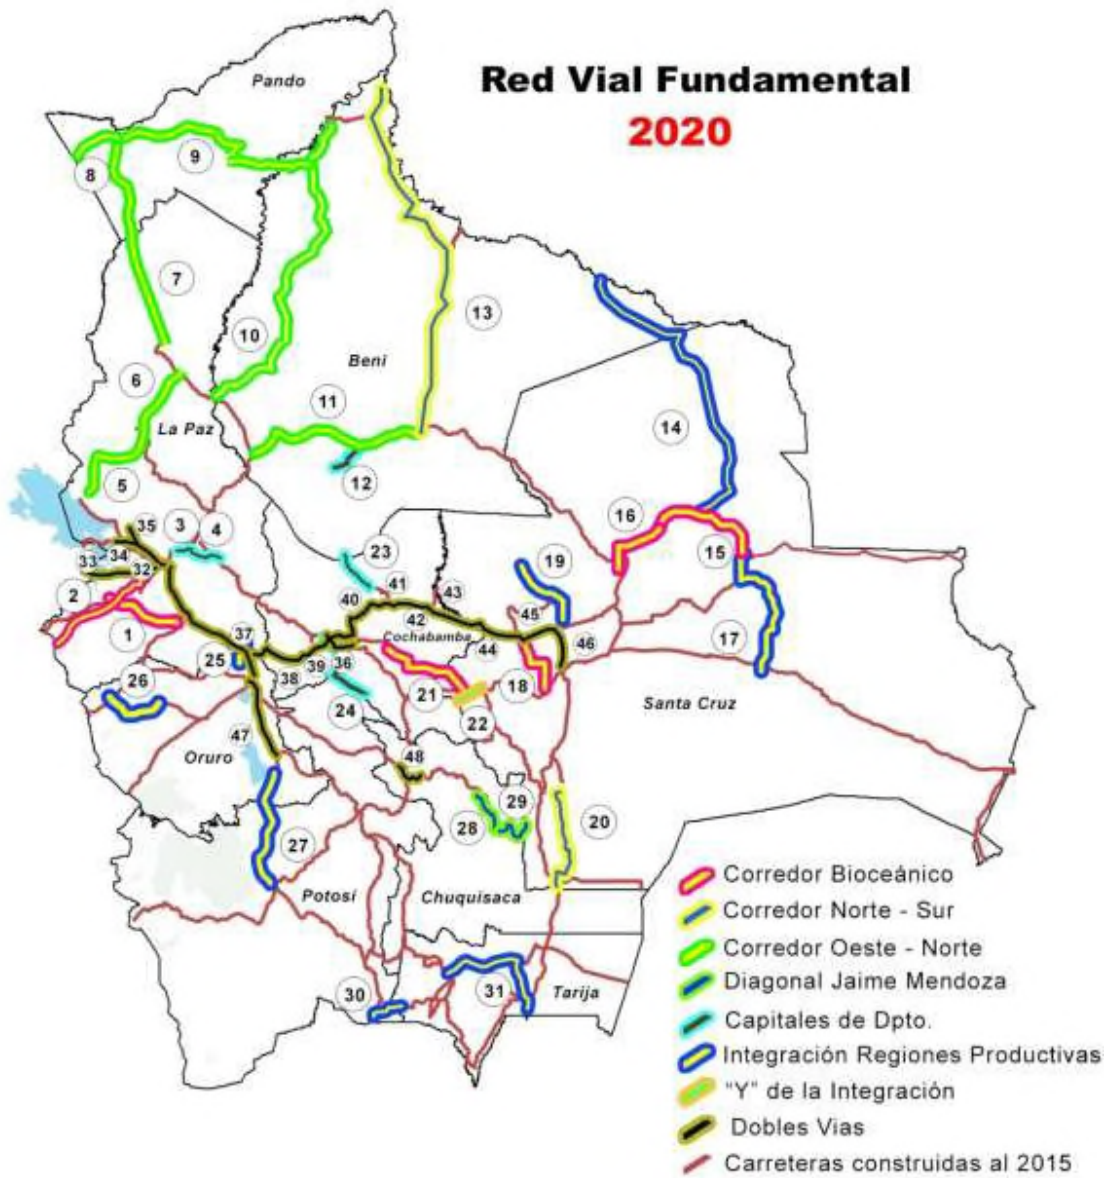 Red Vial Fundamental
2020
Pando
9
8
7
10
13
6
Beni
11
La Paz
14
12
5
16
35
3
4
33
34
32
23
19
15
2
41
43
40
45
1
42
37
Cochabamba
44
46
17
25
39
36
38
26
21
18
24
22
Santa Cruz
47
Oruro
48
29
28
20
27
Potosí
Chuquisaca
30
31
Tarija
Corredor Bioceánico
Corredor Norte - Sur
Corredor Oeste - Norte
Diagonal Jaime Mendoza
Capitales de Dpto.
Integración Regiones Productivas
"Y" de la Integración
Dobles Vias
Carreteras construidas al 2015